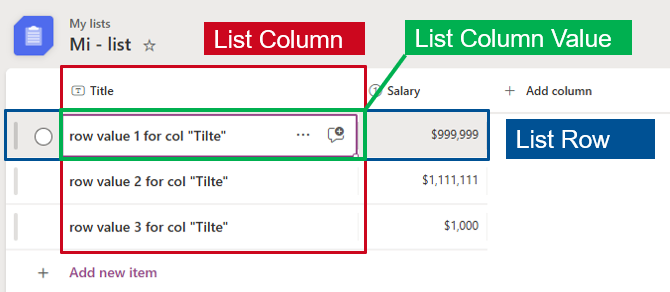 My lists
Mi - list
List Column
List Column Value
Title
Salary
+ Add column
row value 1 for col "Tilte"
$999,999
List Row
row value 2 for col "Tilte"
$1,111,111
row value 3 for col "Tilte"
$1,000
+ Add new item